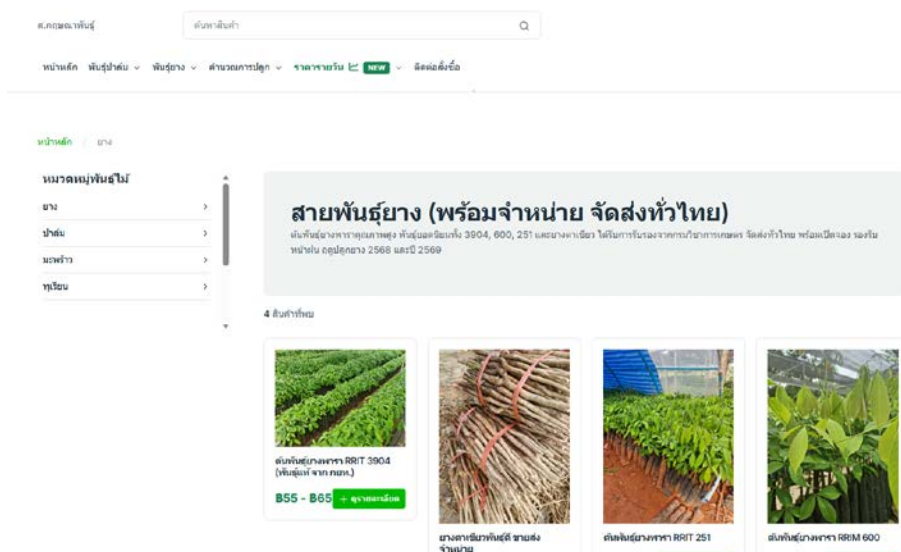 ศ.กฤษณาพันธุ์
ค้นหาสินค้า
หน้าหลัก พันธุ์ปาล์ม พันธุ์ยาง คำนวณการปลูก ราคารายวัน NEW ติดต่อสั่งซื้อ
หน้าหลัก / ยาง
หมวดหมู่พันธุ์ไม้
ยาง
ปาล์ม
มะพร้าว
ทุเรียน
สายพันธุ์ยาง (พร้อมจำหน่าย จัดส่งทั่วไทย)
ต้นพันธุ์ยางพาราคุณภาพสูง พันธุ์ยอดนิยมทั้ง 3904, 600, 251 และยางตาเขียว ได้รับการรับรองจากกรมวิชาการเกษตร จัดส่งทั่วไทย พร้อมเปิดจอง รองรับ
หน้าฝน ฤดูปลูกยาง 2568 และปี 2569
4 สินค้าที่พบ
ต้นพันธุ์ยางพารา RRIT 3904
(พันธุ์แท้ จาก กยท.)
฿55 - ฿65 + ดูรายละเอียด
ยางตาเขียวพันธุ์ดี ขายส่ง
จำหน่าย
ต้นพันธุ์ยางพารา RRIT 251
ต้นพันธุ์ยางพารา RRIM 600